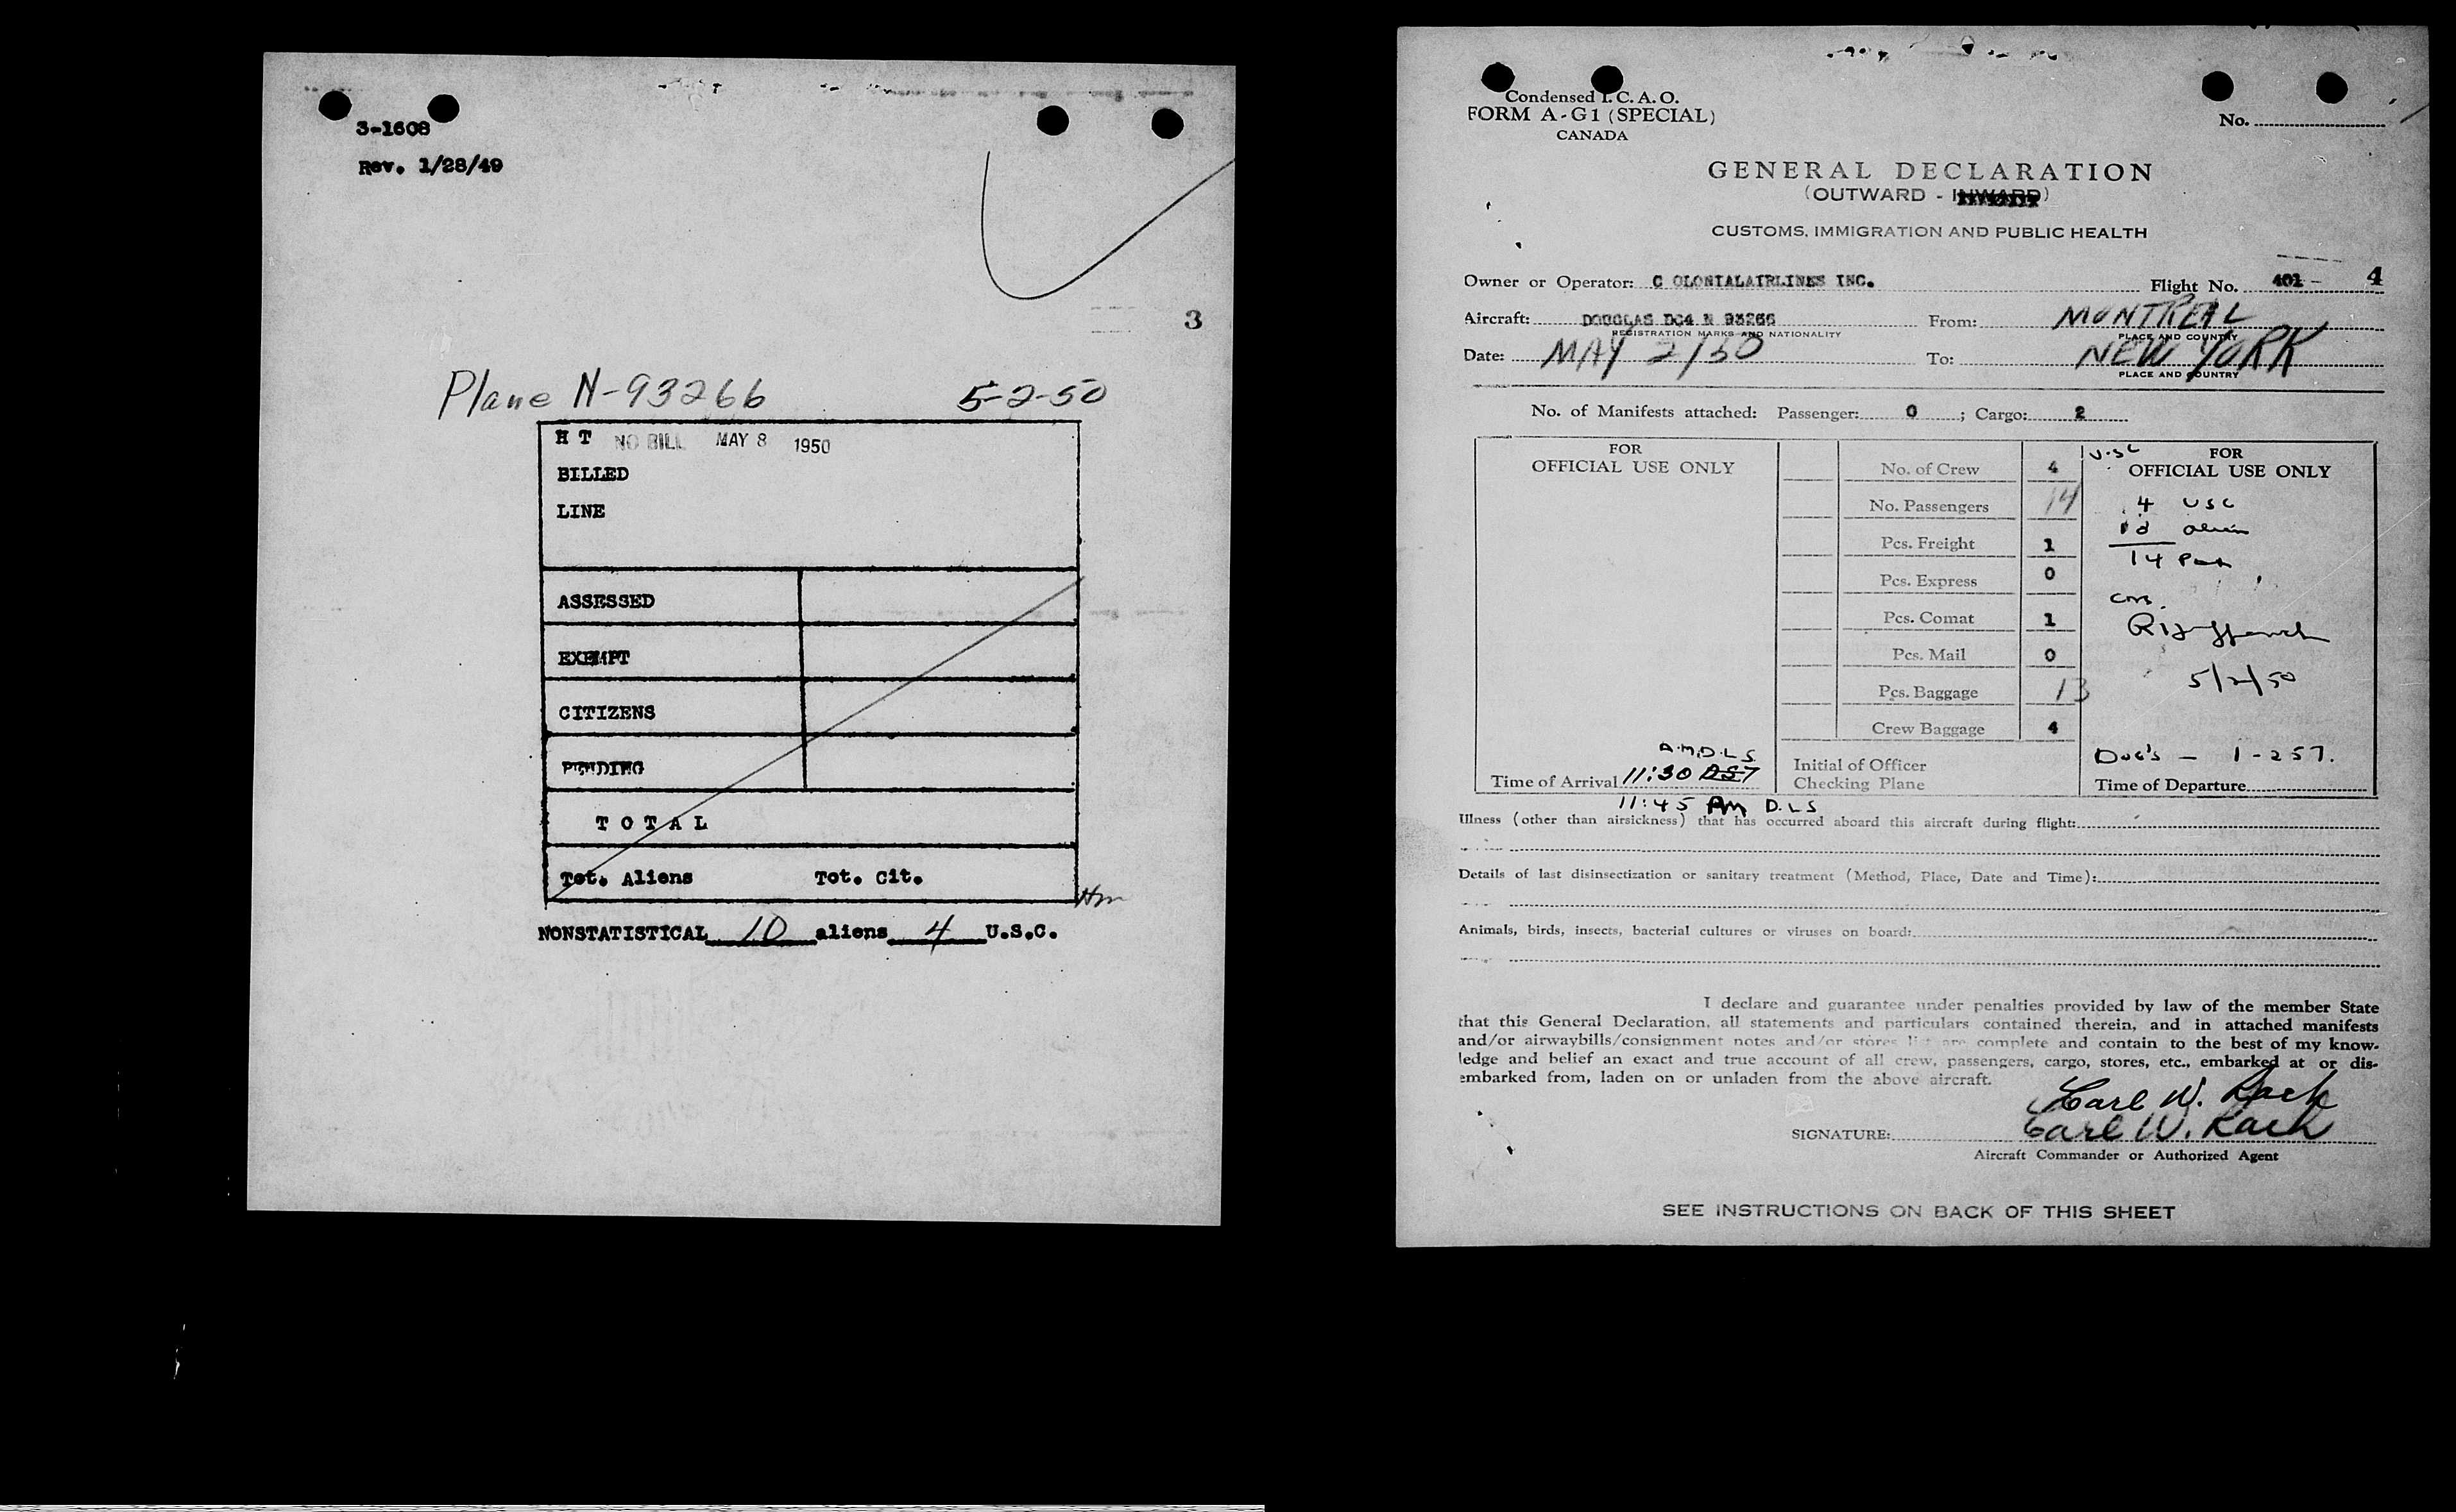 3-1608
Rev. 1/28/49
3
Plane N-93266 5-2-50
H T NO BILL MAY 8 1950
BILLED
LINE
ASSESSED
EXEMPT
CITIZENS
PENDING
T O T A L
Tot. Aliens Tot. Cit.
NONSTATISTICAL 10 aliens 4 U.S.C.
Condensed I.C.A.O.
FORM A-G1 (SPECIAL)
CANADA
No.
GENERAL DECLARATION
(OUTWARD - INWARD)
CUSTOMS, IMMIGRATION AND PUBLIC HEALTH
Owner or Operator: C OLONIALAIRLINES INC. Flight No. 401 - 4
Aircraft: DOUGLAS DC4 N 93266 From: MONTREAL
REGISTRATION MARKS AND NATIONALITY PLACE AND COUNTRY
Date: MAY 2/50 To: NEW YORK
PLACE AND COUNTRY
No. of Manifests attached: Passenger: 0 ; Cargo: 2
FOR
OFFICIAL USE ONLY
No. of Crew 4
No. Passengers 14
Pcs. Freight 1
Pcs. Express 0
Pcs. Comat 1
Pcs. Mail 0
Pcs. Baggage 13
Crew Baggage 4
Initial of Officer
Checking Plane
U.S.C
FOR
OFFICIAL USE ONLY
4 USC
10 alien
14
5/2/50
1-257.
Time of Departure
A.M. D.L.S.
Time of Arrival 11:30 DST
11:45 AM D.L.S
Illness (other than airsickness) that has occurred aboard this aircraft during flight:
Details of last disinsectization or sanitary treatment (Method, Place, Date and Time):
Animals, birds, insects, bacterial cultures or viruses on board:
I declare and guarantee under penalties provided by law of the member State
that this General Declaration, all statements and particulars contained therein, and in attached manifests
and/or airwaybills/consignment notes and/or stores list are complete and contain to the best of my know-
ledge and belief an exact and true account of all crew, passengers, cargo, stores, etc., embarked at or dis-
embarked from, laden on or unladen from the above aircraft.
Earl W. Rach
SIGNATURE: Earl W. Rach
Aircraft Commander or Authorized Agent
SEE INSTRUCTIONS ON BACK OF THIS SHEET